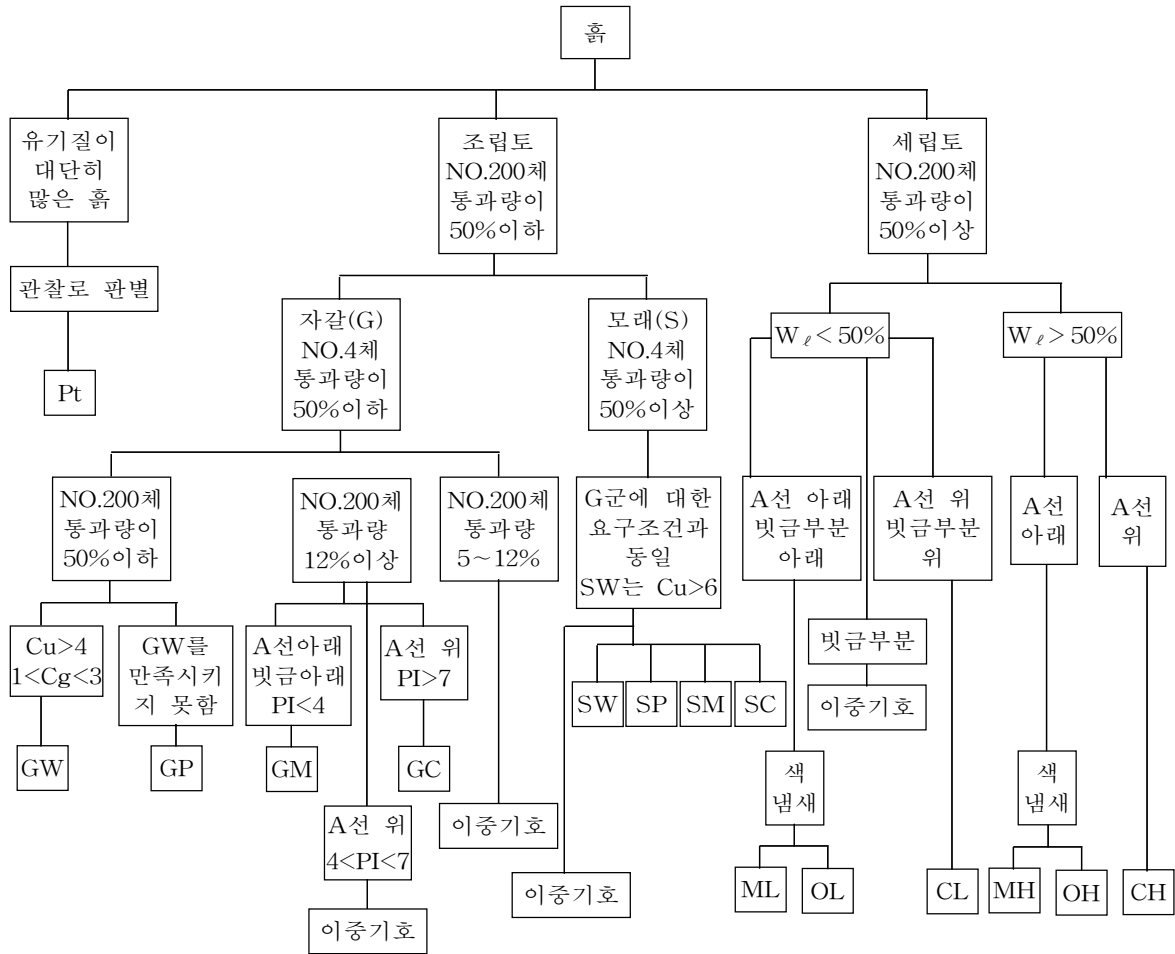 흙
유기질이
대단히
많은 흙
조립토
NO.200체
통과량이
50%이하
세립토
NO.200체
통과량이
50%이상
관찰로 판별
Pt
자갈(G)
NO.4체
통과량이
50%이하
모래(S)
NO.4체
통과량이
50%이상
Wℓ< 50%
Wℓ> 50%
NO.200체
통과량이
50%이하
NO.200체
통과량
12%이상
NO.200체
통과량
5~12%
G군에 대한
요구조건과
동일
SW는 Cu>6
A선 아래
빗금부분
아래
A선 위
빗금부분
위
A선
아래
A선
위
Cu>4
1<Cg<3
GW를
만족시키
지 못함
A선아래
빗금아래
PI<4
A선 위
PI>7
빗금부분
이중기호
SW
SP
SM
SC
GW
GP
GM
GC
색
냄새
색
냄새
A선 위
4<PI<7
이중기호
이중기호
이중기호
ML
OL
CL
MH
OH
CH